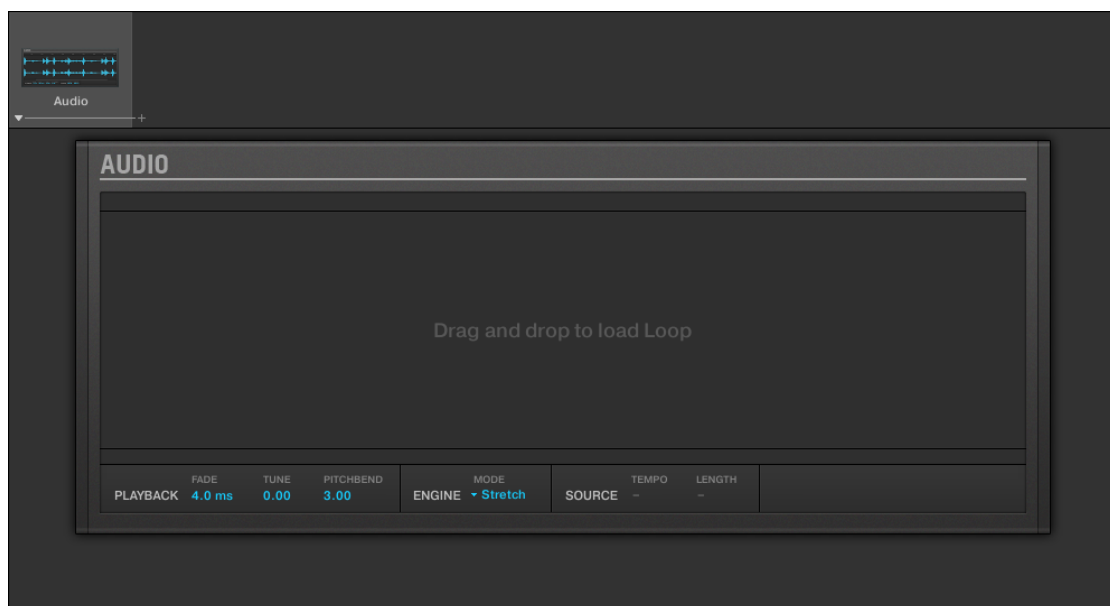 Audio
AUDIO
Drag and drop to load Loop
FADE TUNE PITCHBEND MODE TEMPO LENGTH
PLAYBACK 4.0 ms 0.00 3.00 ENGINE Stretch SOURCE – –